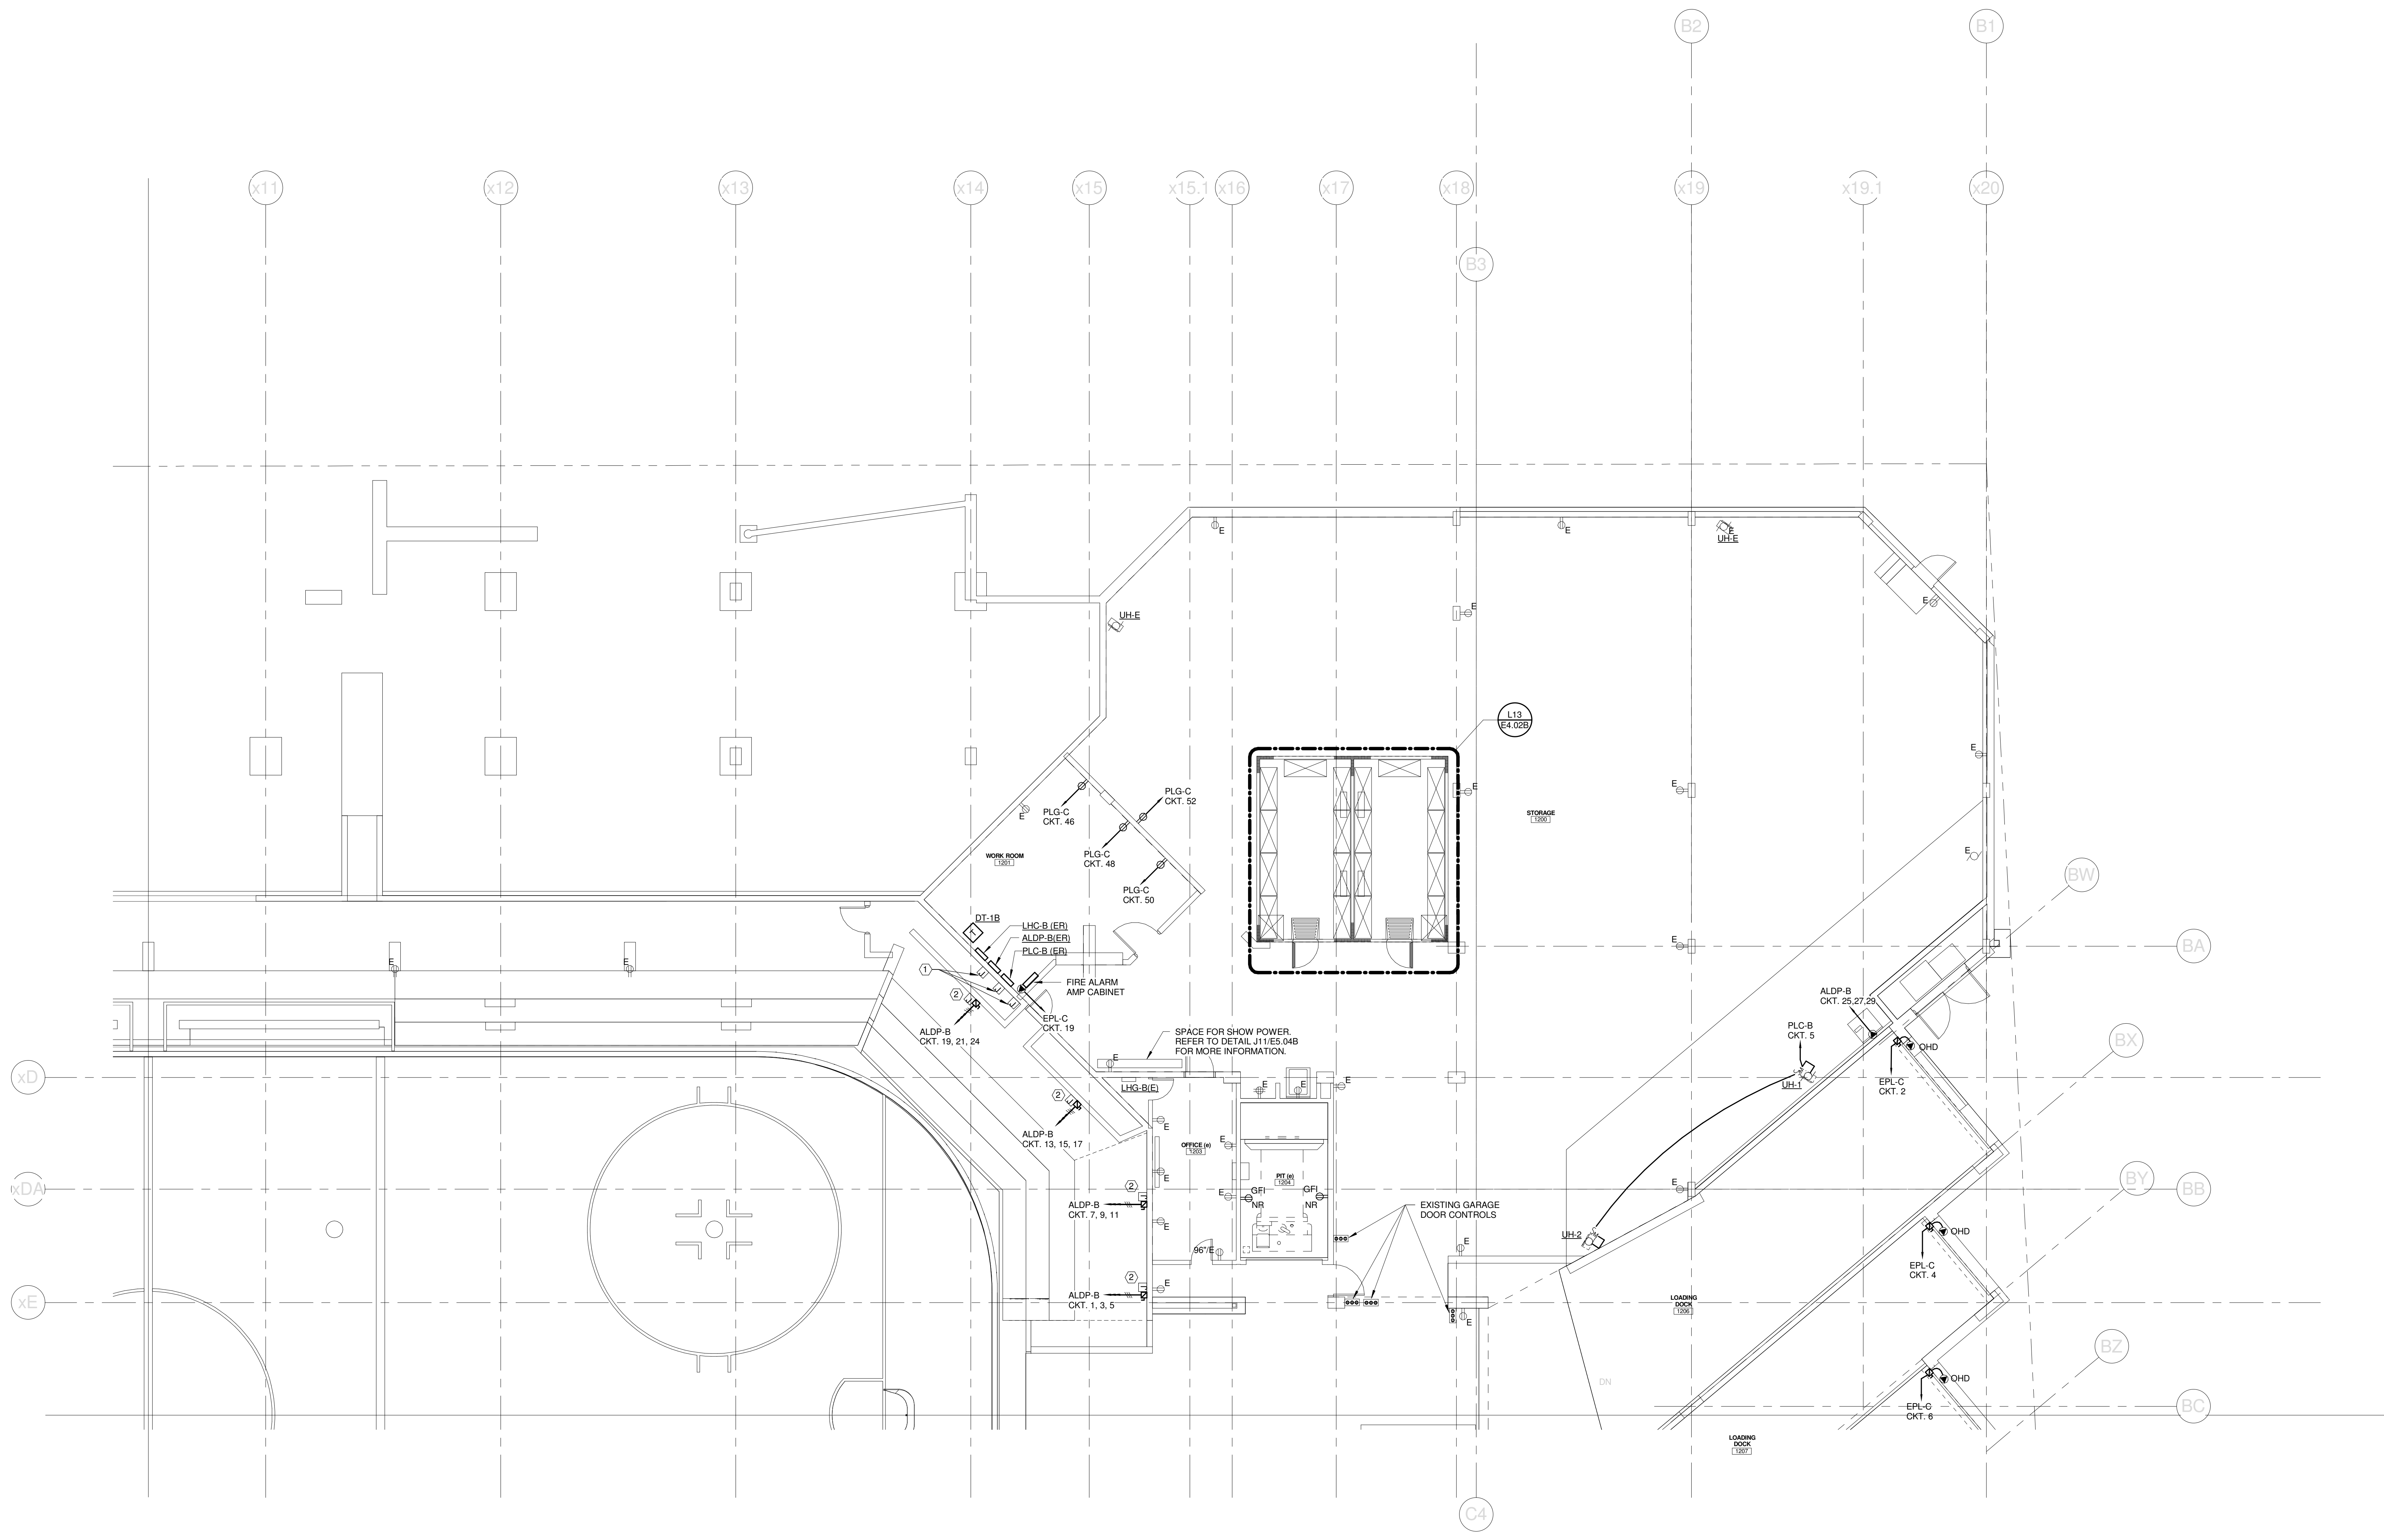 B2
B1
x11
x12
x13
x14
x15
x15.1
x16
x17
x18
x19
x19.1
x20
B3
E
E
E
UH-E
E
E
UH-E
L13
E4.02B
E
PLG-C
CKT. 52
E
E
PLG-C
CKT. 46
E
STORAGE
1200
PLG-C
CKT. 48
WORK ROOM
1201
E
BW
PLG-C
CKT. 50
DT-1B
T
LHC-B (ER)
ALDP-B(ER)
PLC-B (ER)
E
BA
E
E
1
FIRE ALARM
AMP CABINET
2
ALDP-B
CKT. 25,27,29
EPL-C
CKT. 19
ALDP-B
CKT. 19, 21, 24
SPACE FOR SHOW POWER.
REFER TO DETAIL J11/E5.04B
FOR MORE INFORMATION.
PLC-B
CKT. 5
OHD
BX
E
xD
LHG-B(E)
E
E
E
UH-1
EPL-C
CKT. 2
2
E
ALDP-B
CKT. 13, 15, 17
OFFICE (e)
1203
E
E
PIT (e)
1204
BY
xDA
2
E
GFI
GFI
E
BB
ALDP-B
CKT. 7, 9, 11
NR
NR
EXISTING GARAGE
DOOR CONTROLS
E
96"/E
E
UH-2
OHD
EPL-C
CKT. 4
2
E
xE
ALDP-B
CKT. 1, 3, 5
E
LOADING
DOCK
1206
BZ
DN
OHD
EPL-C
CKT. 6
BC
LOADING
DOCK
1207
C4